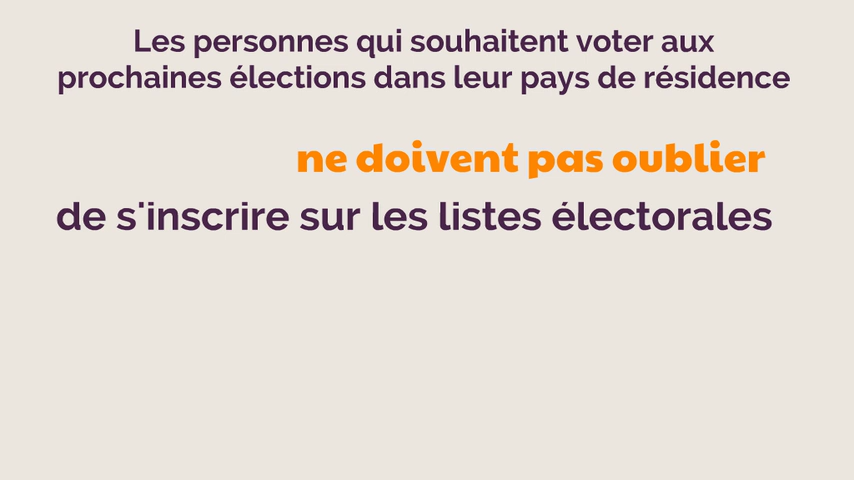 Les personnes qui souhaitent voter aux
prochaines élections dans leur pays de résidence
ne doivent pas oublier
de s'inscrire sur les listes électorales